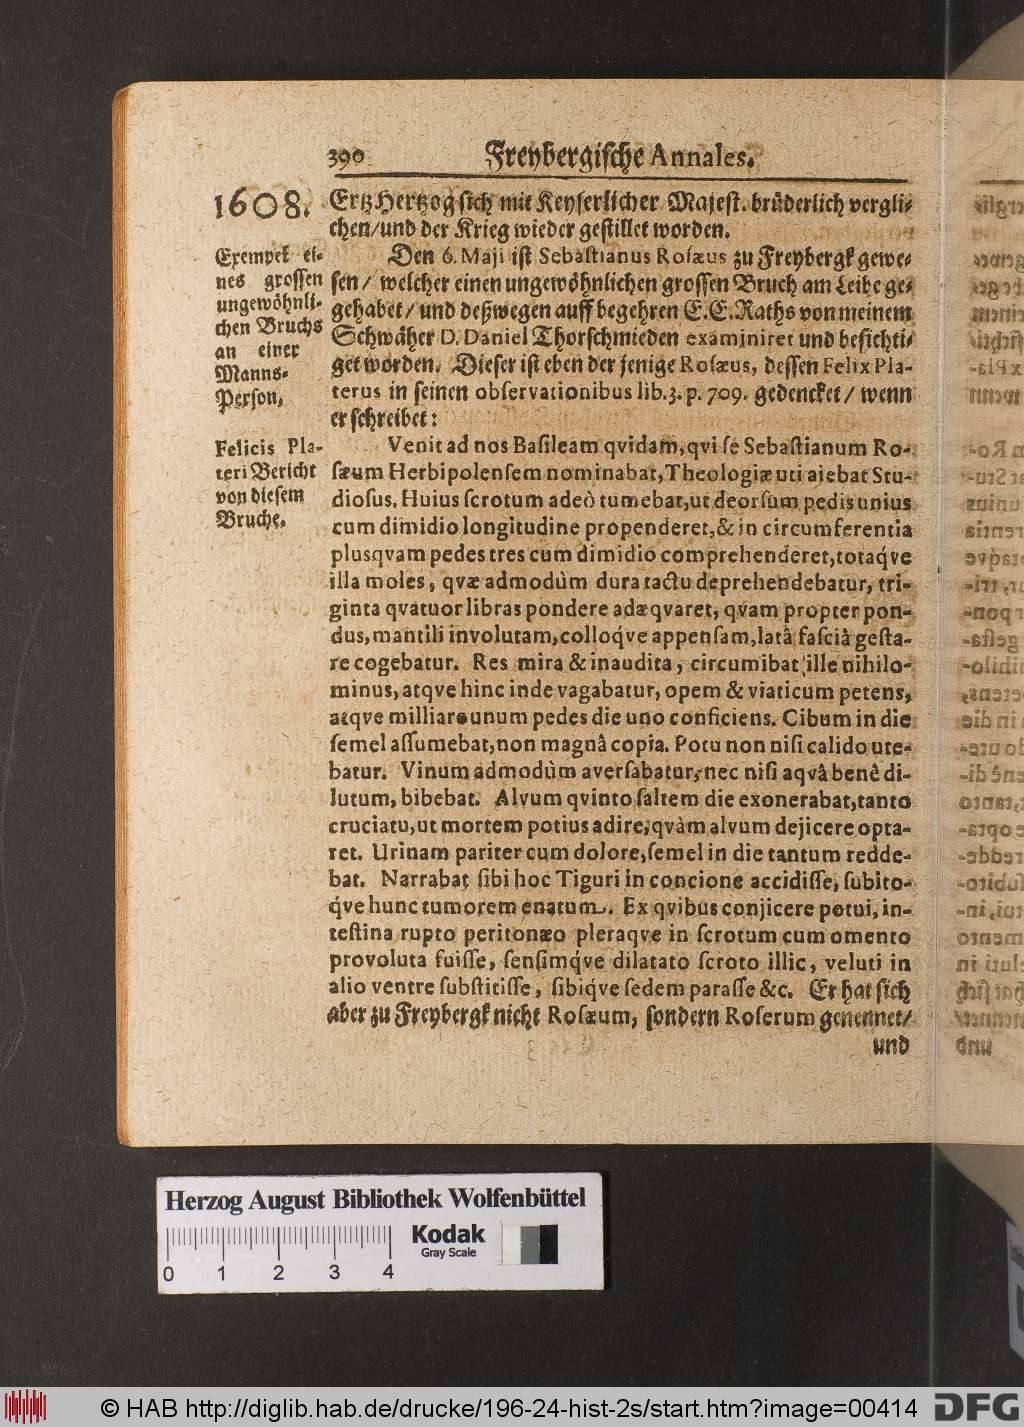 390 Freybergische Annales.
1608.
ErtzHertzog sich mit Keyserlicher Majest. brüderlich vergli-
chen/und der Krieg wieder gestillet worden.
Exempel ei-
nes grossen
ungewöhnli-
chen Bruchs
an einer
Manns-
Person.
Den 6. Maji ist Sebaſtianus Roſæus zu Freybergk gewe-
sen/ welcher einen ungewöhnlichen grossen Bruch am Leibe ge-
gehabet/ und deßwegen auff begehren E.E.Raths von meinem
Schwäher D. Daniel Thorschmieden examiniret und besichti-
get worden. Dieser ist eben der jenige Roſæus, dessen Felix Pla-
terus in seinen obſervationibus lib.3.p.709. gedencket/ wenn
er schreibet:
Felicis Pla-
teri Bericht
von diesem
Bruche.
Venit ad nos Baſileam qvidam, qvi ſe Sebaſtianum Ro-
ſæum Herbipolenſem nominabat, Theologiæ uti ajebat Stu-
dioſus. Huius ſcrotum adeò tumebat, ut deorſum pedis unius
cum dimidio longitudine propenderet, & in circumferentia
plusqvam pedes tres cum dimidio comprehenderet, totaq́ve
illa moles, qvæ admodùm dura tactu deprehendebatur, tri-
ginta qvatuor libras pondere adæqvaret, qvam propter pon-
dus, mantili involutam, colloqve appenſam, latâ faſciâ geſta-
re cogebatur. Res mira & inaudita, circumibat ille nihilo-
minus, atqve hinc inde vagabatur, opem & viaticum petens,
atqve milliare unum pedes die uno conficiens. Cibum in die
ſemel aſſumebat, non magnâ copia. Potu non niſi calido ute-
batur. Vinum admodùm averſabatur, nec niſi aqvâ benè di-
lutum, bibebat. Alvum qvinto ſaltem die exonerabat, tanto
cruciatu, ut mortem potius adire, qvàm alvum dejicere opta-
ret. Urinam pariter cum dolore, ſemel in die tantum redde-
bat. Narrabat ſibi hoc Tiguri in concione accidiſſe, ſubito-
q́ve hunc tumorem enatum. Ex qvibus conjicere potui, in-
teſtina rupto peritonæo pleraqve in ſcrotum cum omento
provoluta fuiſſe, ſenſimq́ve dilatato ſcroto illic, veluti in
alio ventre ſubſtitiſſe, ſibiq́ve ſedem paraſſe &c. Er hat sich
aber zu Freybergk nicht Roſæum, sondern Roſerum genennet/
und
Herzog August Bibliothek Wolfenbüttel
Kodak
Gray Scale
0 1 2 3 4
© HAB http://diglib.hab.de/drucke/196-24-hist-2s/start.htm?image=00414
DFG